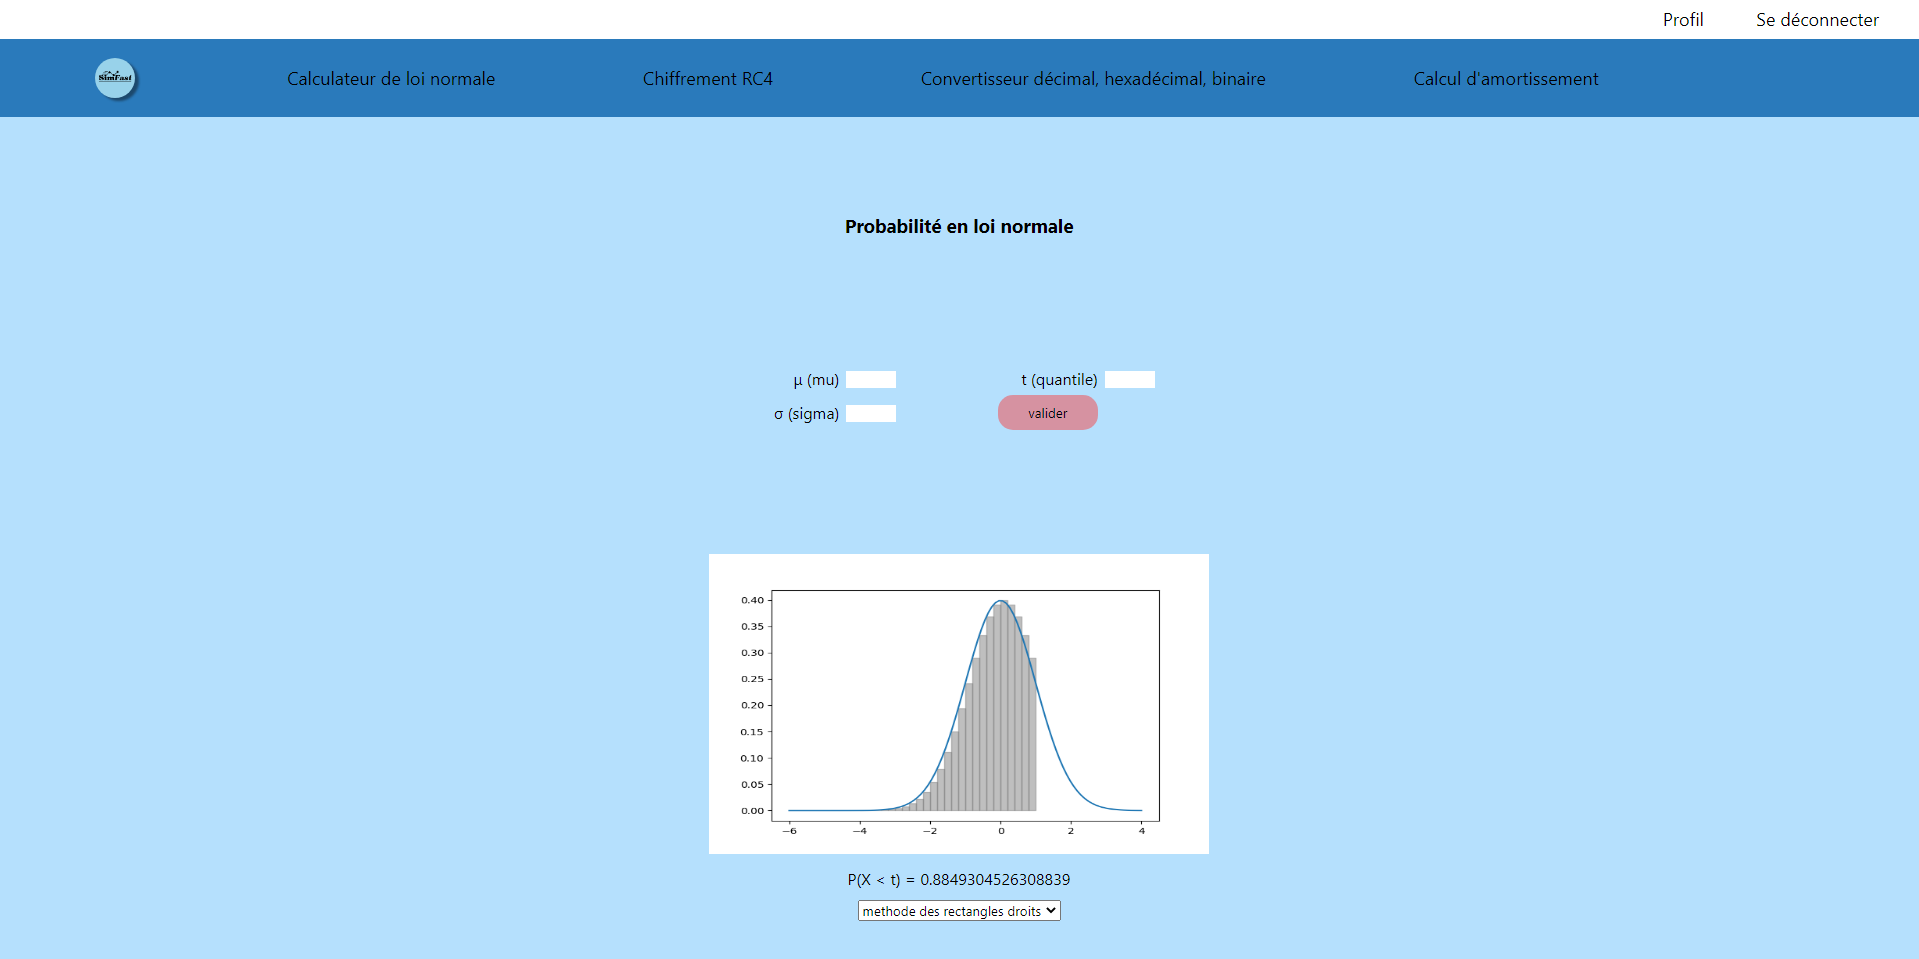 Profil Se déconnecter
SimFast
Calculateur de loi normale Chiffrement RC4 Convertisseur décimal, hexadécimal, binaire Calcul d'amortissement
Probabilité en loi normale
μ (mu) t (quantile)
σ (sigma) valider
0.40
0.35
0.30
0.25
0.20
0.15
0.10
0.05
0.00
−6 −4 −2 0 2 4
P(X < t) = 0.8849304526308839
methode des rectangles droits